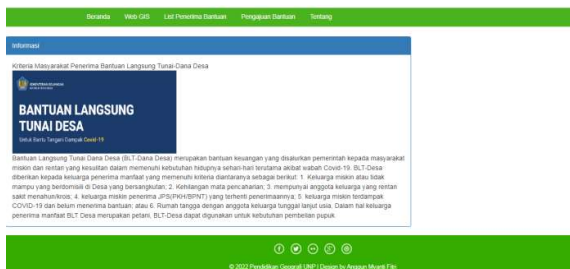 Beranda Web GIS List Penerima Bantuan Pengajuan Bantuan Tentang
Informasi
Kriteria Masyarakat Penerima Bantuan Langsung Tunai-Dana Desa
BANTUAN LANGSUNG
TUNAI DESA
Untuk Bantu Tangani Dampak Covid-19
Bantuan Langsung Tunai Dana Desa (BLT-Dana Desa) merupakan bantuan keuangan yang disalurkan pemerintah kepada masyarakat
miskin dan rentan yang kesulitan dalam memenuhi kebutuhan hidupnya sehari-hari terutama akibat wabah Covid-19. BLT-Desa
diberikan kepada keluarga penerima manfaat yang memenuhi kriteria diantaranya sebagai berikut: 1. Keluarga miskin atau tidak
mampu yang berdomisili di Desa yang bersangkutan; 2. Kehilangan mata pencaharian; 3. mempunyai anggota keluarga yang rentan
sakit menahun/kronis; 4. keluarga miskin penerima JPS(PKH/BPNT) yang terhenti penerimaannya; 5. keluarga miskin terdampak
COVID-19 dan belum menerima bantuan; atau 6. Rumah tangga dengan anggota keluarga tunggal lanjut usia. Dalam hal keluarga
penerima manfaat BLT Desa merupakan petani, BLT-Desa dapat digunakan untuk kebutuhan pembelian pupuk.
© 2022 Pendidikan Geografi UNP | Design by Anggun Miyanti Fitri